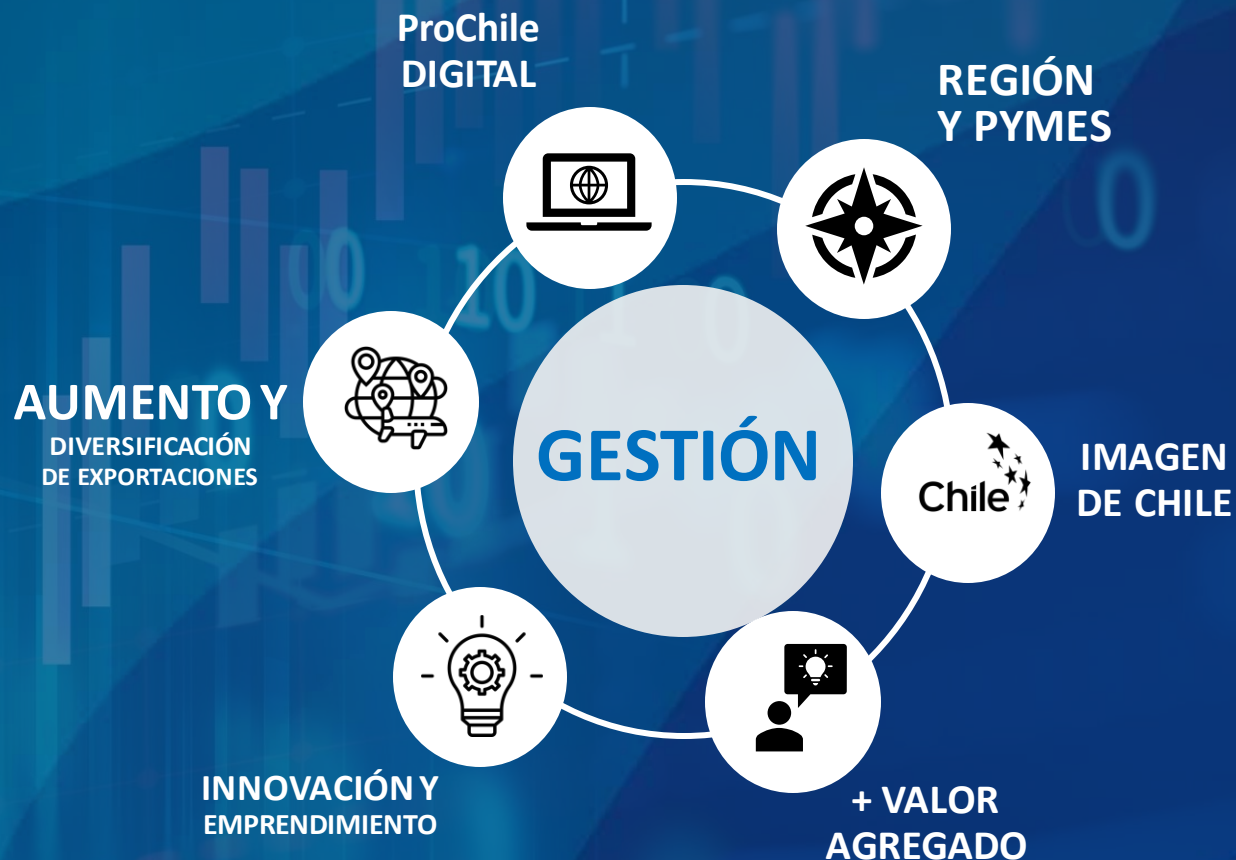 ProChile
DIGITAL
REGIÓN
Y PYMES
AUMENTO Y
DIVERSIFICACIÓN
DE EXPORTACIONES
GESTIÓN
Chile
IMAGEN
DE CHILE
INNOVACIÓN Y
EMPRENDIMIENTO
+ VALOR
AGREGADO